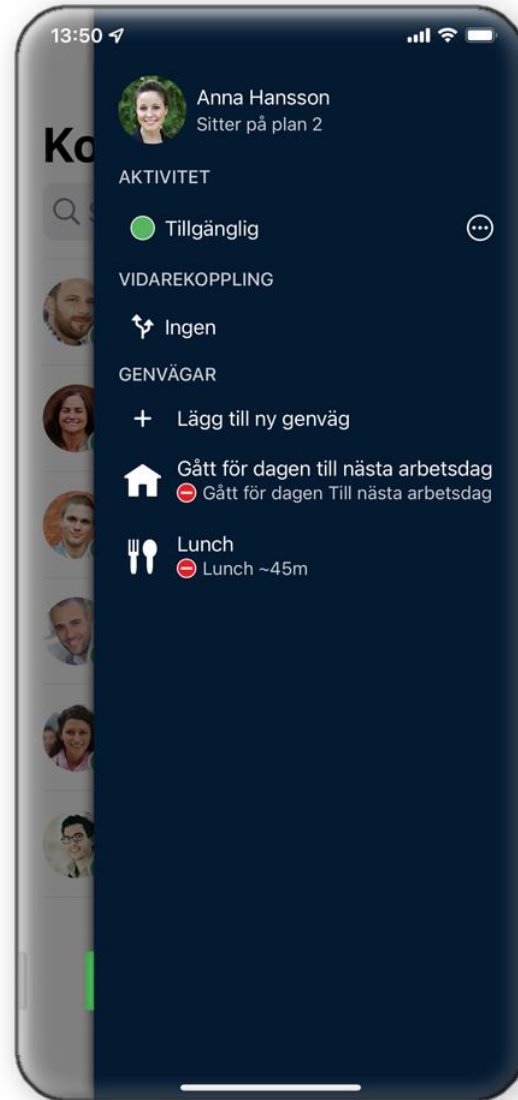 13:50
Ko
S
Anna Hansson
Sitter på plan 2
AKTIVITET
Tillgänglig
VIDAREKOPPLING
Ingen
GENVÄGAR
Lägg till ny genväg
Gått för dagen till nästa arbetsdag
Gått för dagen Till nästa arbetsdag
Lunch
Lunch ~45m